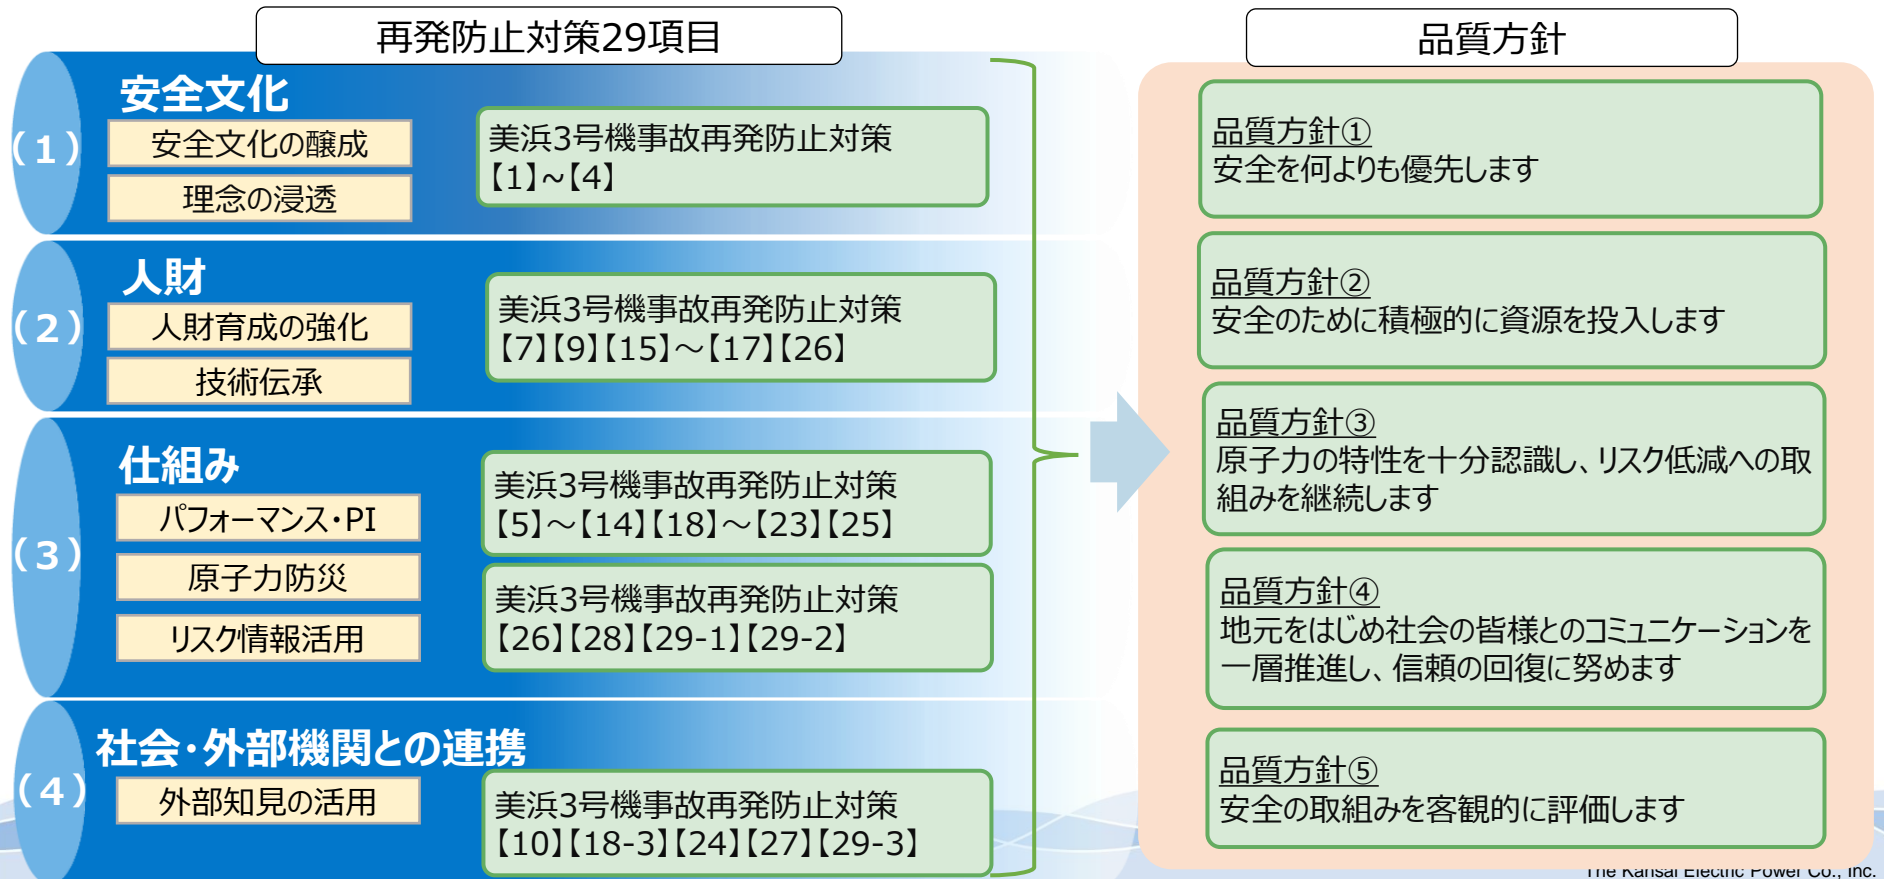 再発防止対策29項目
品質方針
(1)
安全文化
安全文化の醸成
理念の浸透
美浜3号機事故再発防止対策
【1】~【4】
(2)
人財
人財育成の強化
技術伝承
美浜3号機事故再発防止対策
【7】【9】【15】～【17】【26】
(3)
仕組み
パフォーマンス・PI
原子力防災
リスク情報活用
美浜3号機事故再発防止対策
【5】～【14】【18】～【23】【25】
美浜3号機事故再発防止対策
【26】【28】【29-1】【29-2】
(4)
社会・外部機関との連携
外部知見の活用
美浜3号機事故再発防止対策
【10】【18-3】【24】【27】【29-3】
品質方針①
安全を何よりも優先します
品質方針②
安全のために積極的に資源を投入します
品質方針③
原子力の特性を十分認識し、リスク低減への取
組みを継続します
品質方針④
地元をはじめ社会の皆様とのコミュニケーションを
一層推進し、信頼の回復に努めます
品質方針⑤
安全の取組みを客観的に評価します
The Kansai Electric Power Co., Inc.